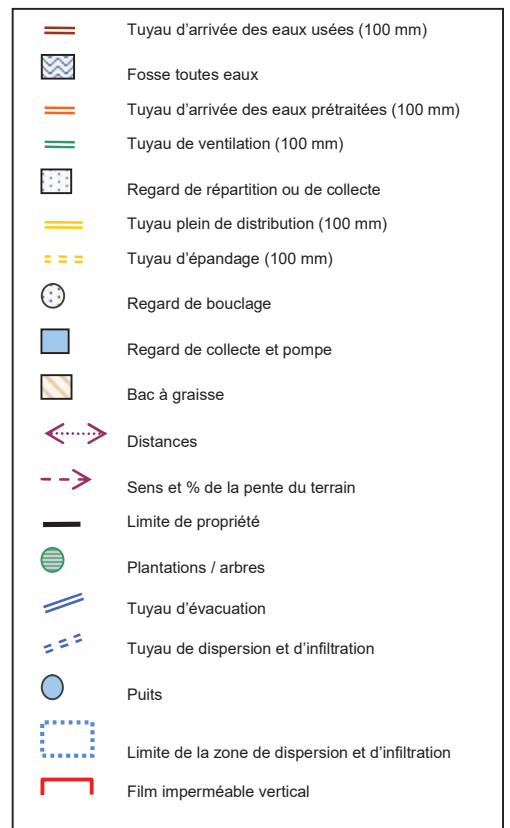 Tuyau d'arrivée des eaux usées (100 mm)
Fosse toutes eaux
Tuyau d'arrivée des eaux prétraitées (100 mm)
Tuyau de ventilation (100 mm)
Regard de répartition ou de collecte
Tuyau plein de distribution (100 mm)
Tuyau d'épandage (100 mm)
Regard de bouclage
Regard de collecte et pompe
Bac à graisse
Distances
Sens et % de la pente du terrain
Limite de propriété
Plantations / arbres
Tuyau d'évacuation
Tuyau de dispersion et d'infiltration
Puits
Limite de la zone de dispersion et d'infiltration
Film imperméable vertical